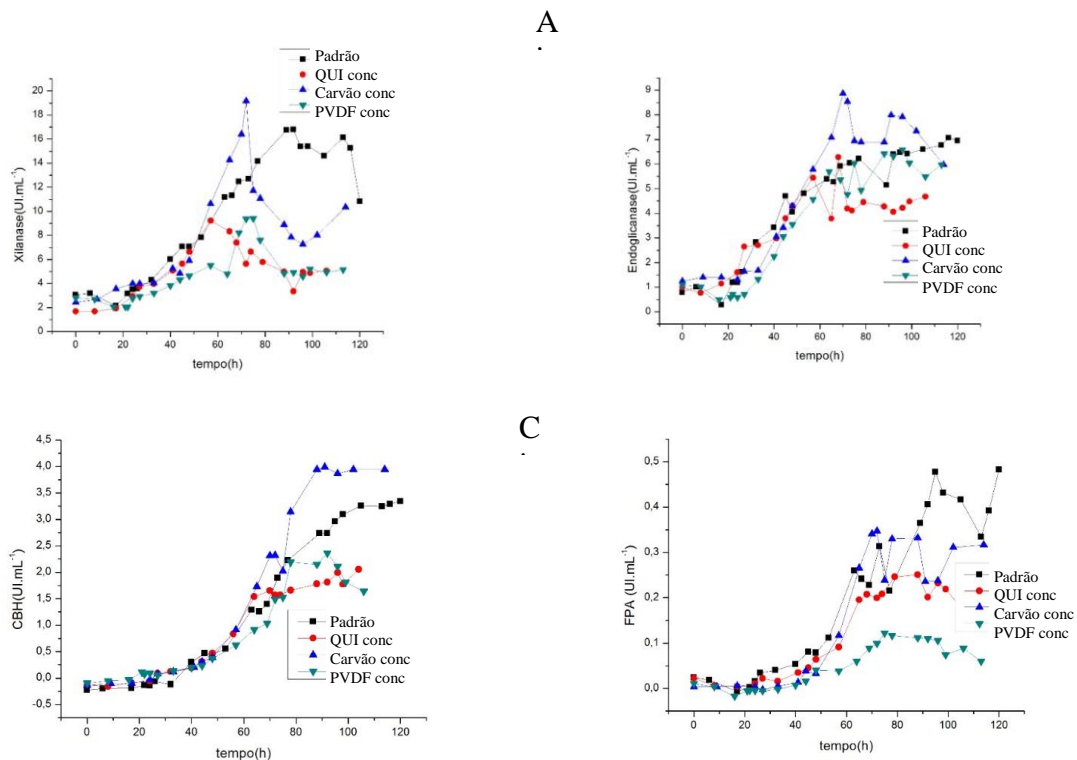 A
.
Padrão
QUI conc
Carvão conc
PVDF conc
Xilanase(UI.mL⁻¹)
20
18
16
14
12
10
8
6
4
2
0
0 20 40 60 80 100 120
tempo(h)
Padrão
QUI conc
Carvão conc
PVDF conc
Endoglicanase(UI.mL⁻¹)
9
8
7
6
5
4
3
2
1
0
0 20 40 60 80 100 120
tempo(h)
C
.
Padrão
QUI conc
Carvão conc
PVDF conc
CBH(UI.mL⁻¹)
4,5
4,0
3,5
3,0
2,5
2,0
1,5
1,0
0,5
0,0
-0,5
0 20 40 60 80 100 120
tempo(h)
Padrão
QUI conc
Carvão conc
PVDF conc
FPA (UI.mL⁻¹)
0,5
0,4
0,3
0,2
0,1
0,0
0 20 40 60 80 100 120
tempo(h)